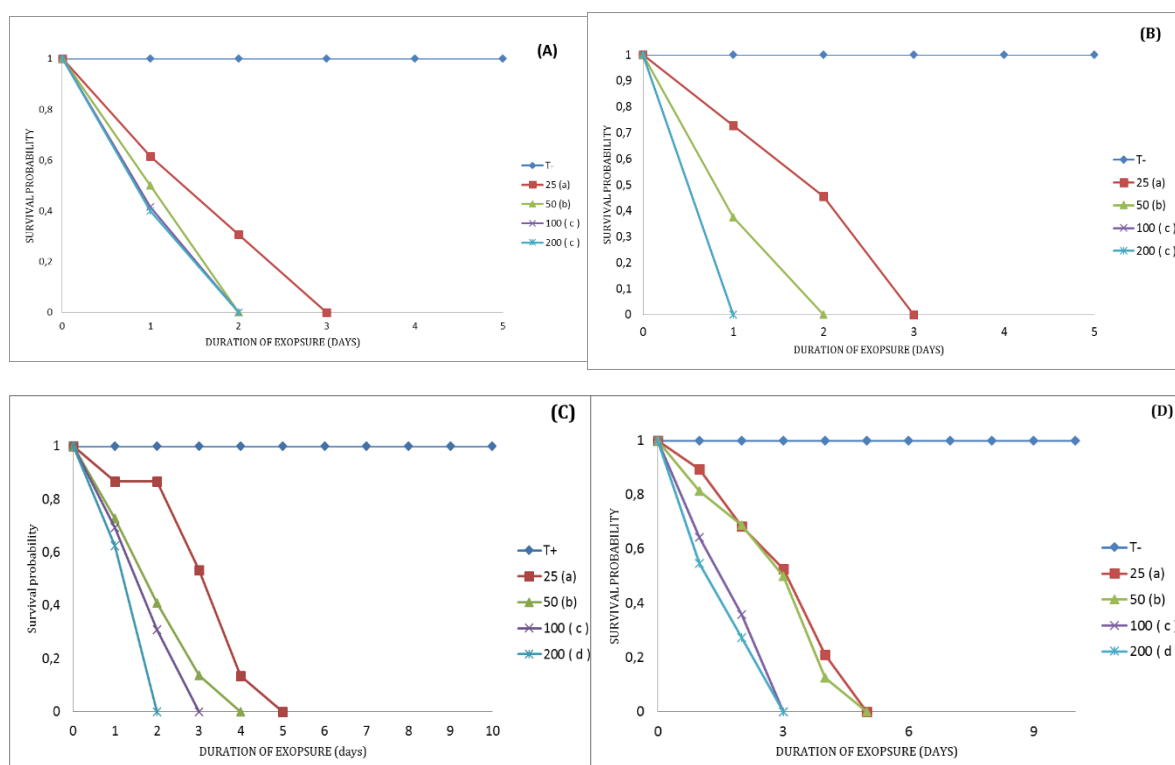 (A)
SURVIVAL PROBABILITY
1
0,8
0,6
0,4
0,2
0
0 1 2 3 4 5
DURATION OF EXOPSURE (DAYS)
T-
25 (a)
50 (b)
100 ( c )
200 ( c )
(B)
SURVIVAL PROBABILITY
1
0,9
0,8
0,7
0,6
0,5
0,4
0,3
0,2
0,1
0
0 1 2 3 4 5
DURATION OF EXOPSURE (DAYS)
T-
25 (a)
50 (b)
100 ( c )
200 ( c )
(C)
Survival probability
1
0,8
0,6
0,4
0,2
0
0 1 2 3 4 5 6 7 8 9 10
DURATION OF EXOPSURE (days)
T+
25 (a)
50 (b)
100 ( c )
200 ( d )
(D)
SURVIVAL PROBABILITY
1
0,8
0,6
0,4
0,2
0
0 3 6 9
DURATION OF EXOPSURE (DAYS)
T-
25 (a)
50 (b)
100 ( c )
200 ( d